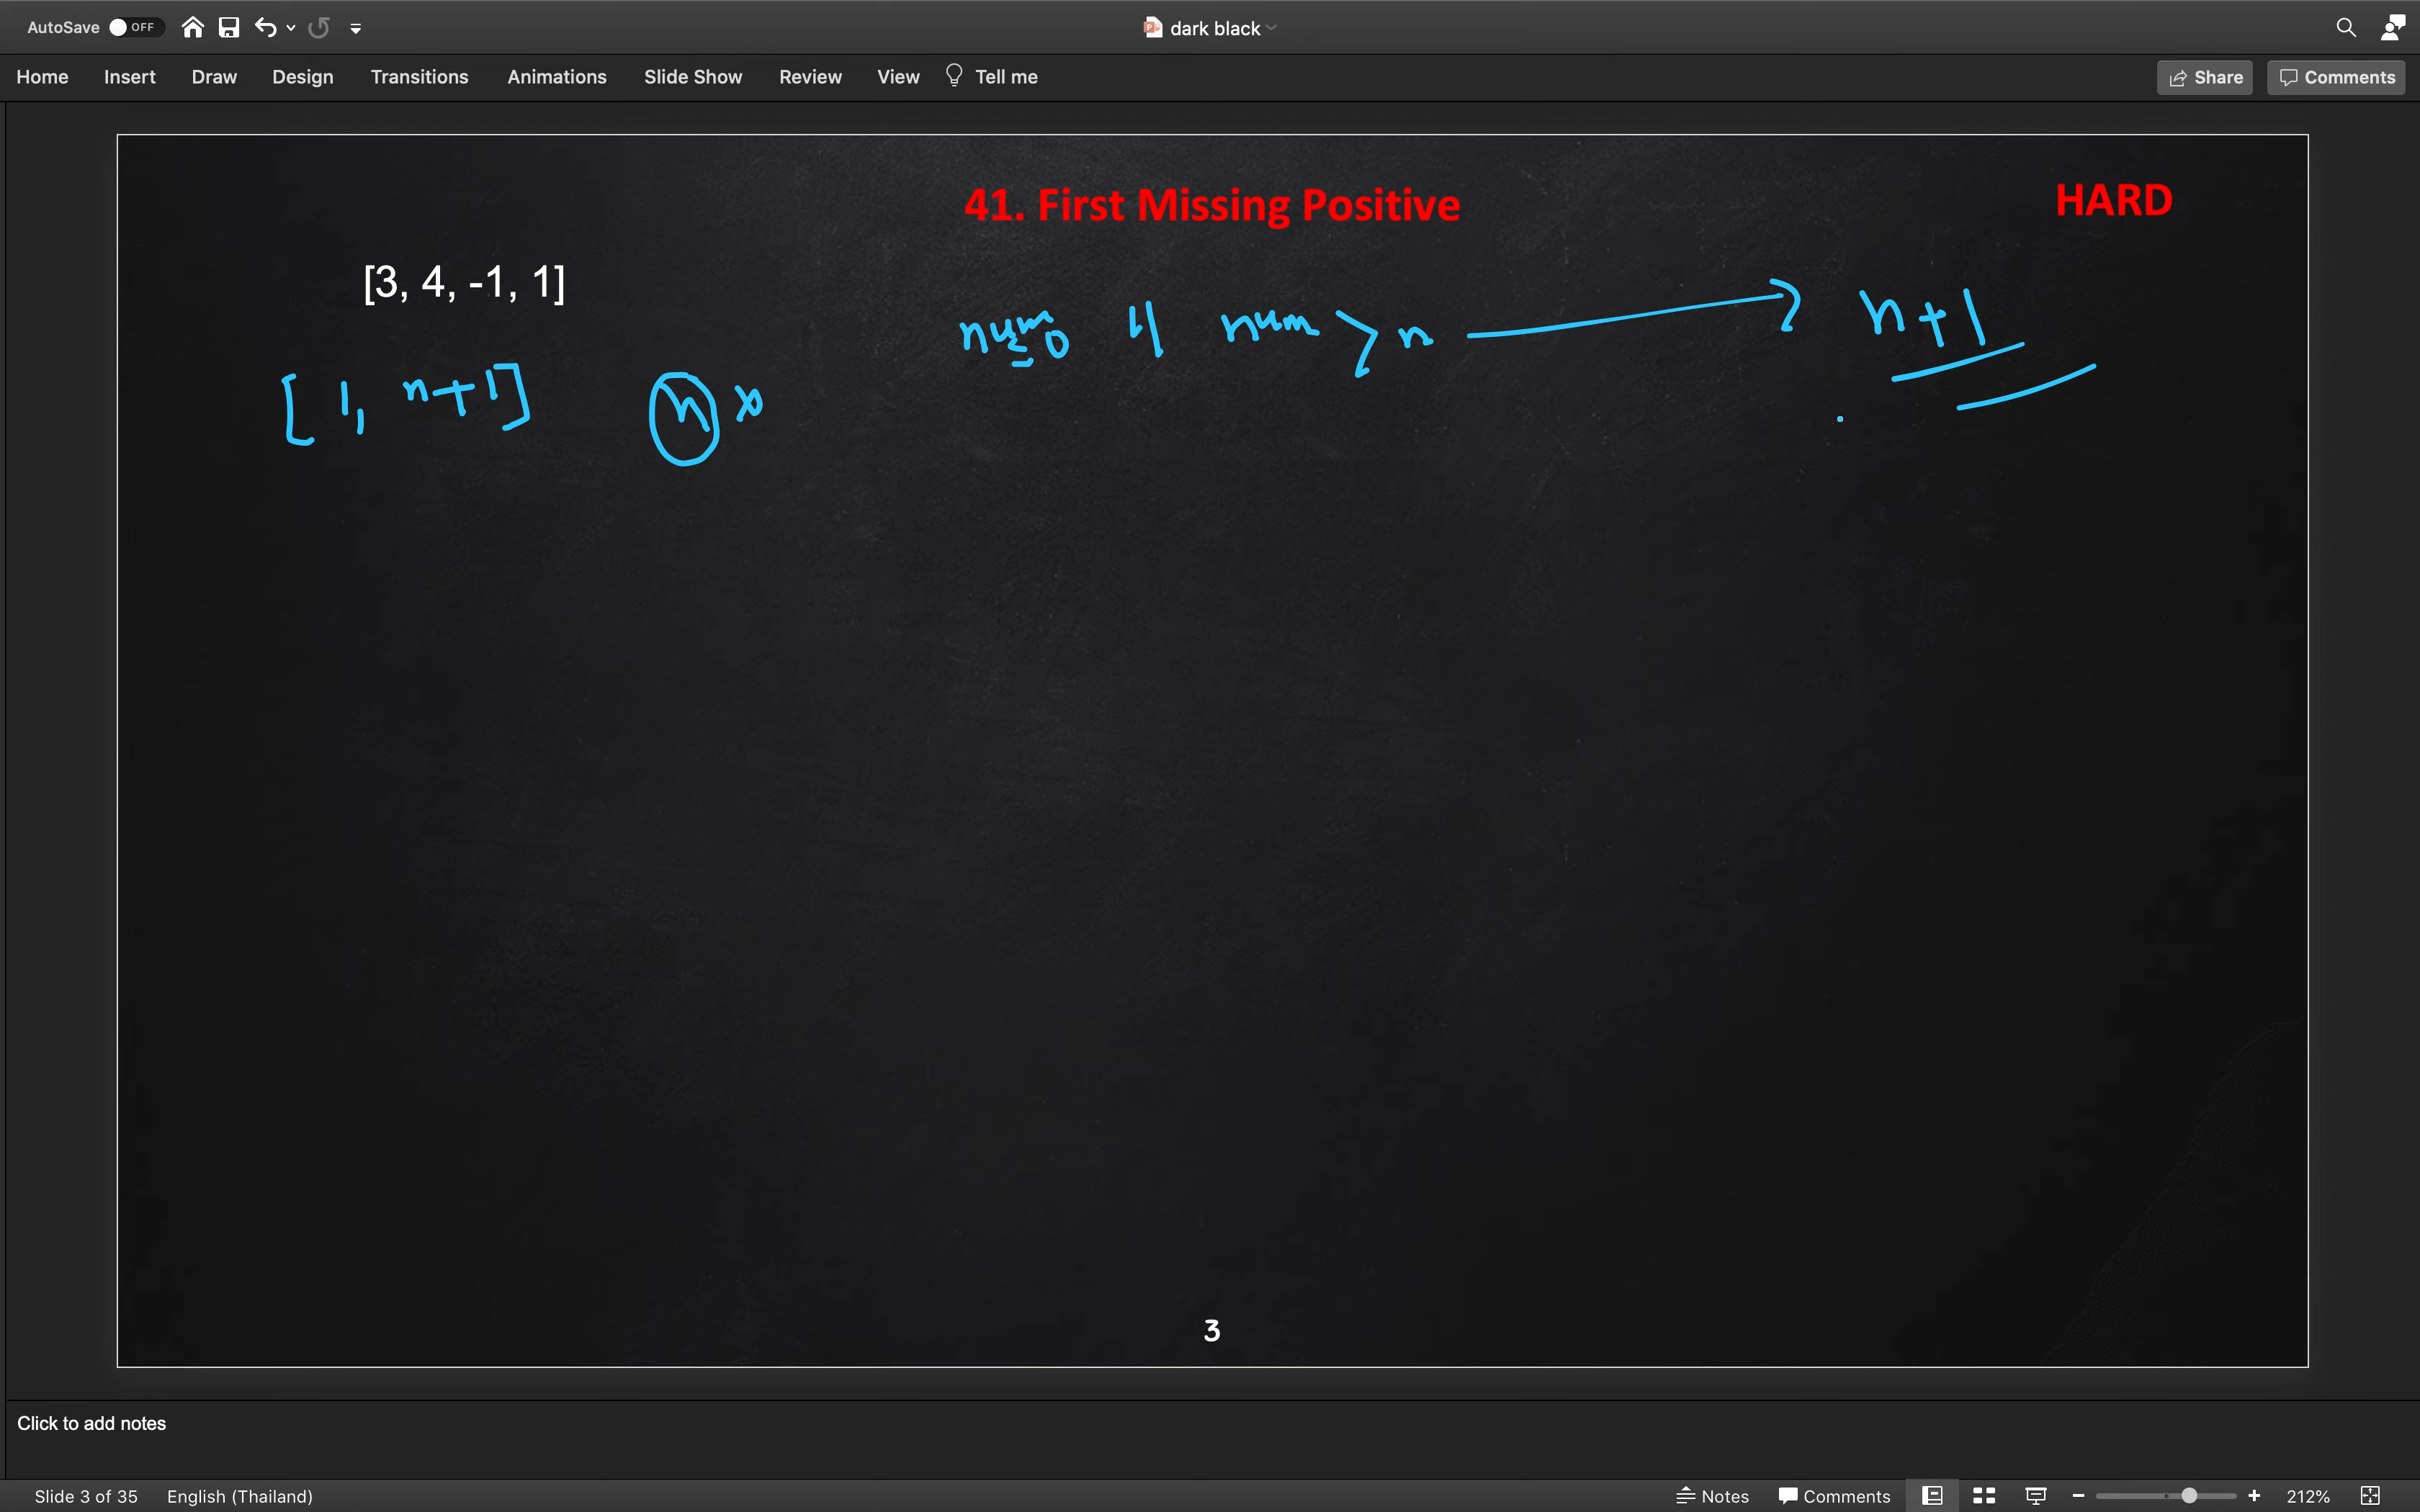 AutoSave OFF dark black
Home Insert Draw Design Transitions Animations Slide Show Review View Tell me Share Comments
41. First Missing Positive HARD
[3, 4, -1, 1]
num ≤ 0 || num > n → n+1
[1, n+1] n
3
Click to add notes
Slide 3 of 35 English (Thailand) Notes Comments 212%